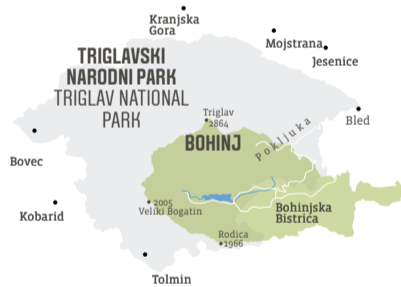 Kranjska
Gora
Mojstrana
Jesenice
TRIGLAVSKI
NARODNI PARK
TRIGLAV NATIONAL
PARK
Triglav
2864
Bled
Pokljuka
BOHINJ
Bovec
2005
Veliki Bogatin
Kobarid
Bohinjska
Bistrica
Rodica
1966
Tolmin